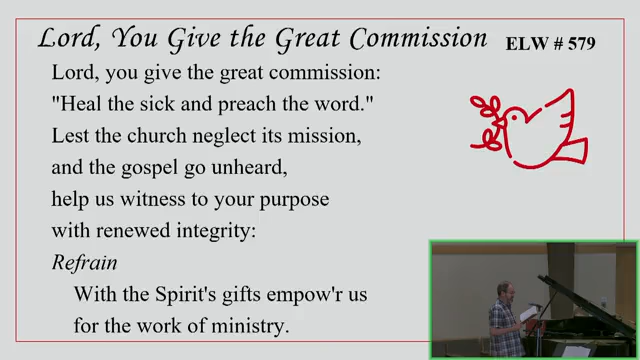 Lord, You Give the Great Commission ELW # 579
Lord, you give the great commission:
"Heal the sick and preach the word."
Lest the church neglect its mission,
and the gospel go unheard,
help us witness to your purpose
with renewed integrity:
Refrain
With the Spirit's gifts empow'r us
for the work of ministry.